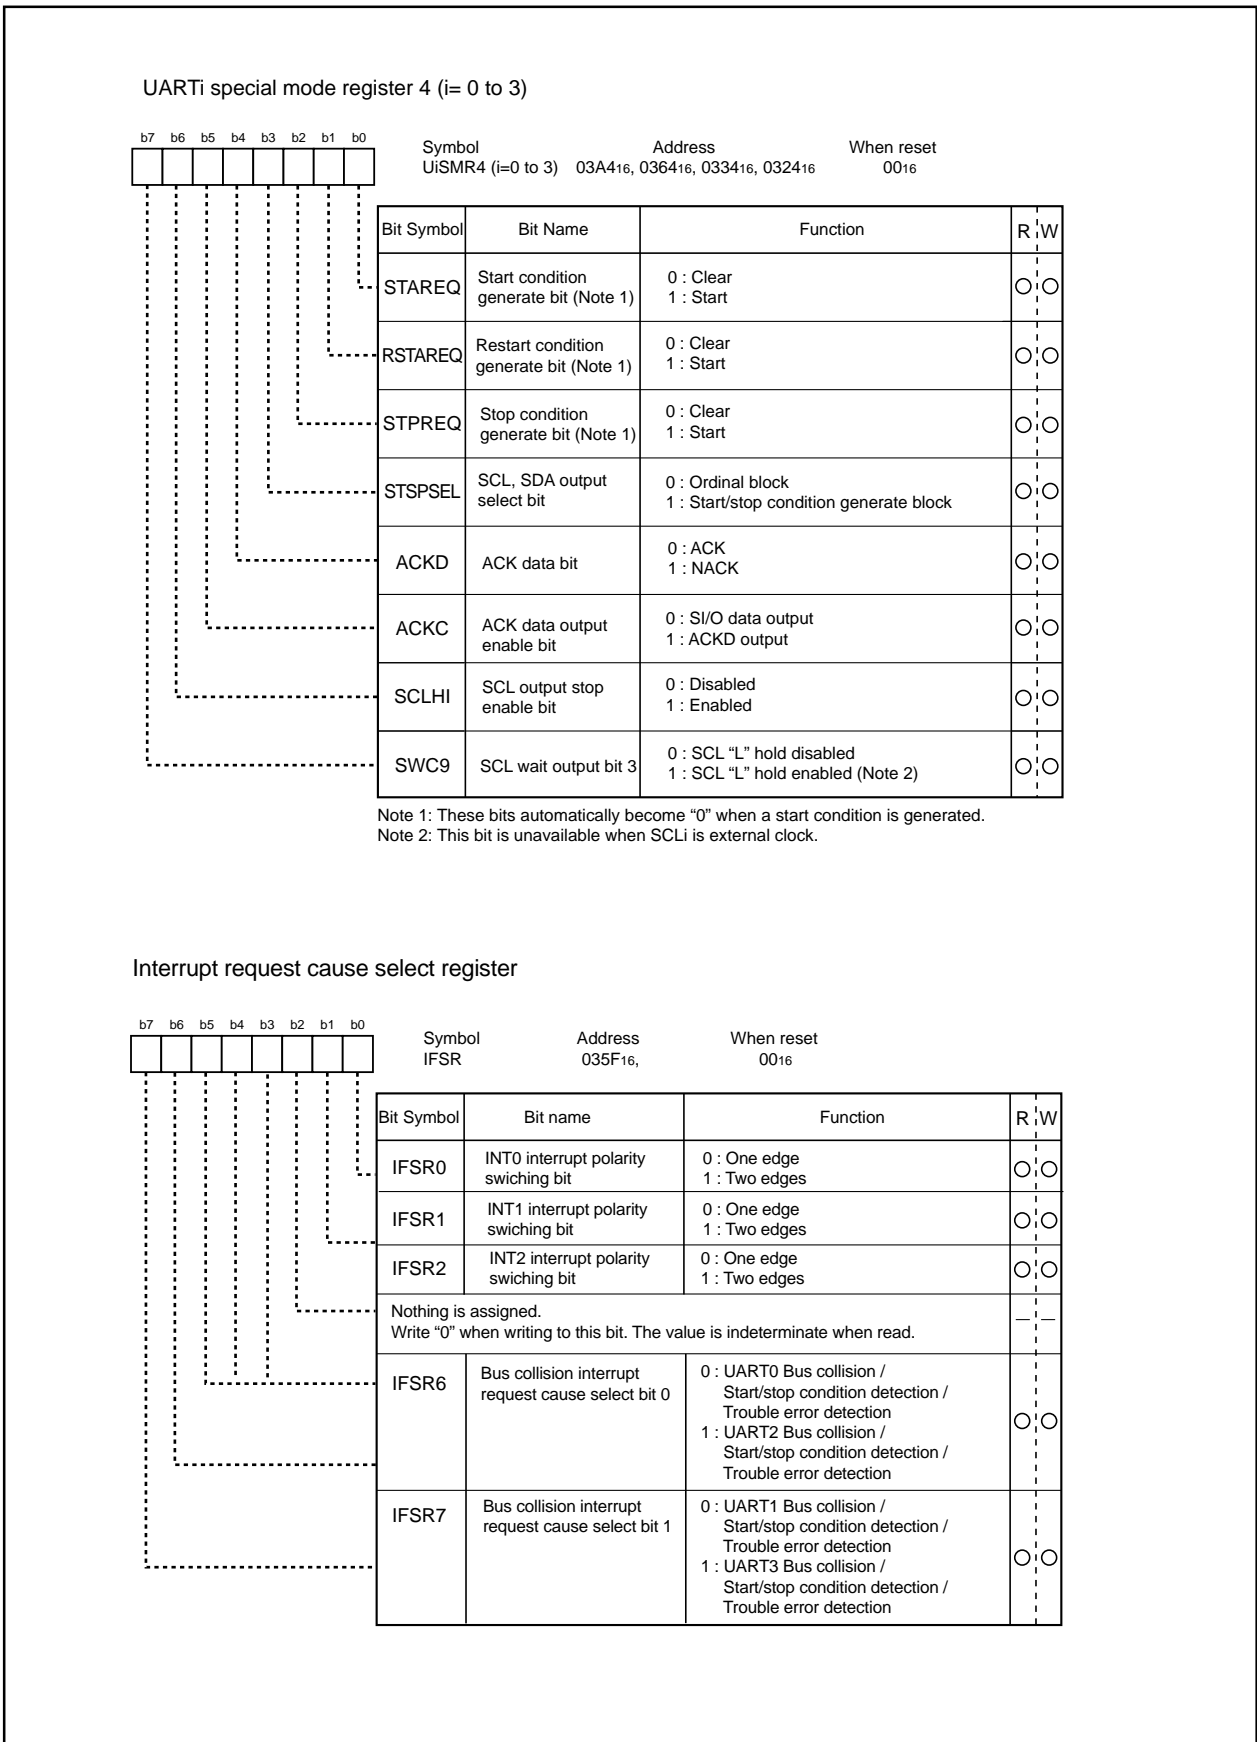 UARTi special mode register 4 (i= 0 to 3)
b7 b6 b5 b4 b3 b2 b1 b0
Symbol Address When reset
UiSMR4 (i=0 to 3) 03A416, 036416, 033416, 032416 0016
Bit Symbol Bit Name Function R W
STAREQ Start condition 0 : Clear
generate bit (Note 1) 1 : Start
RSTAREQ Restart condition 0 : Clear
generate bit (Note 1) 1 : Start
STPREQ Stop condition 0 : Clear
generate bit (Note 1) 1 : Start
STSPSEL SCL, SDA output 0 : Ordinal block
select bit 1 : Start/stop condition generate block
ACKD ACK data bit 0 : ACK
1 : NACK
ACKC ACK data output 0 : SI/O data output
enable bit 1 : ACKD output
SCLHI SCL output stop 0 : Disabled
enable bit 1 : Enabled
SWC9 SCL wait output bit 3 0 : SCL “L” hold disabled
1 : SCL “L” hold enabled (Note 2)
Note 1: These bits automatically become “0” when a start condition is generated.
Note 2: This bit is unavailable when SCLi is external clock.
Interrupt request cause select register
b7 b6 b5 b4 b3 b2 b1 b0
Symbol Address When reset
IFSR 035F16, 0016
Bit Symbol Bit name Function R W
IFSR0 INT0 interrupt polarity 0 : One edge
swiching bit 1 : Two edges
IFSR1 INT1 interrupt polarity 0 : One edge
swiching bit 1 : Two edges
IFSR2 INT2 interrupt polarity 0 : One edge
swiching bit 1 : Two edges
Nothing is assigned.
Write “0” when writing to this bit. The value is indeterminate when read. – –
IFSR6 Bus collision interrupt 0 : UART0 Bus collision /
request cause select bit 0 Start/stop condition detection /
Trouble error detection
1 : UART2 Bus collision /
Start/stop condition detection /
Trouble error detection
IFSR7 Bus collision interrupt 0 : UART1 Bus collision /
request cause select bit 1 Start/stop condition detection /
Trouble error detection
1 : UART3 Bus collision /
Start/stop condition detection /
Trouble error detection